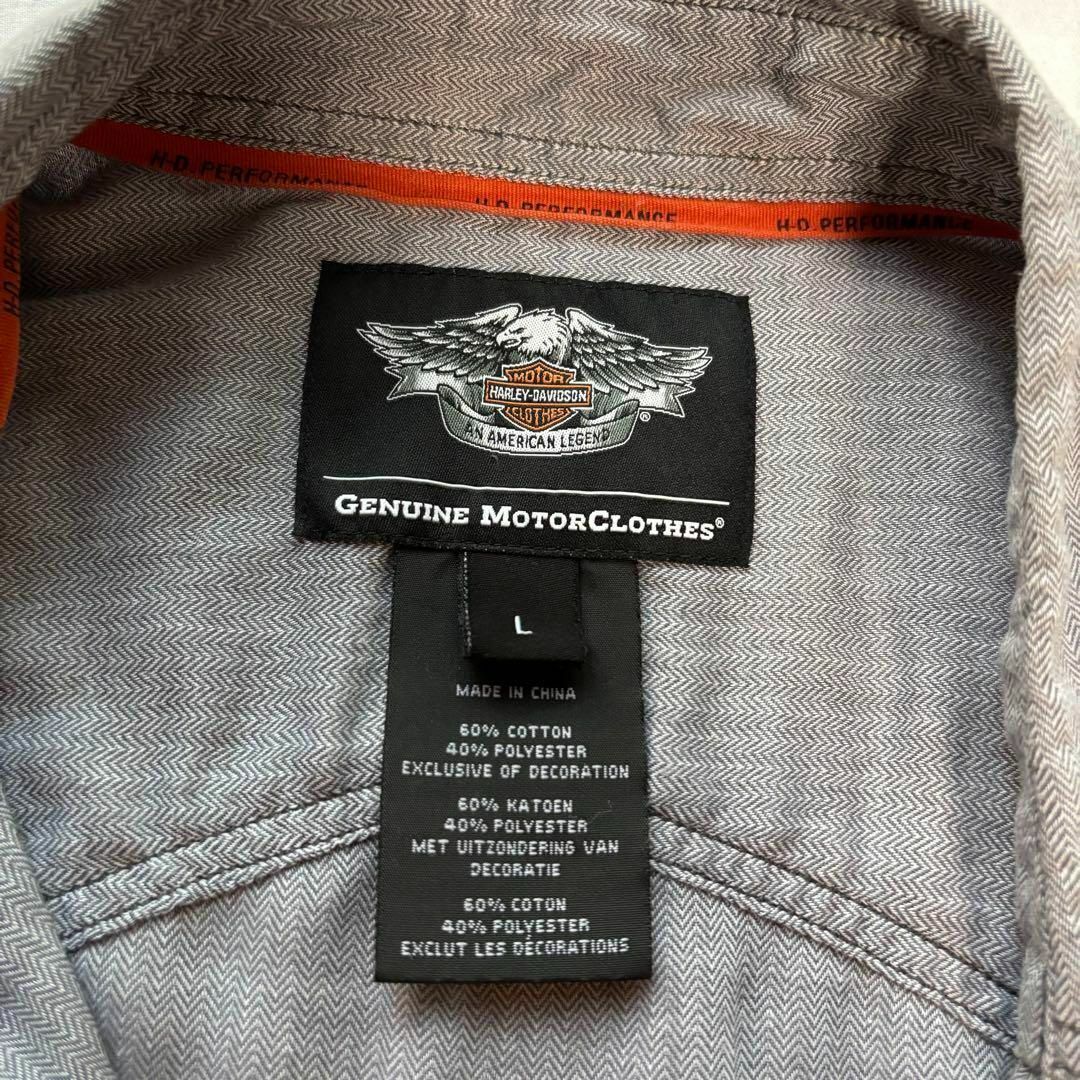 H-D PERFORMANCE
H-D PERFORMANCE
H-D PERFORMANCE
MOTOR
HARLEY-DAVIDSON
CLOTHES
®
AN AMERICAN LEGEND
GENUINE MOTORCLOTHES®
L
MADE IN CHINA
60% COTTON
40% POLYESTER
EXCLUSIVE OF DECORATION
60% KATOEN
40% POLYESTER
MET UITZONDERING VAN
DECORATIE
60% COTON
40% POLYESTER
EXCLUT LES DÉCORATIONS